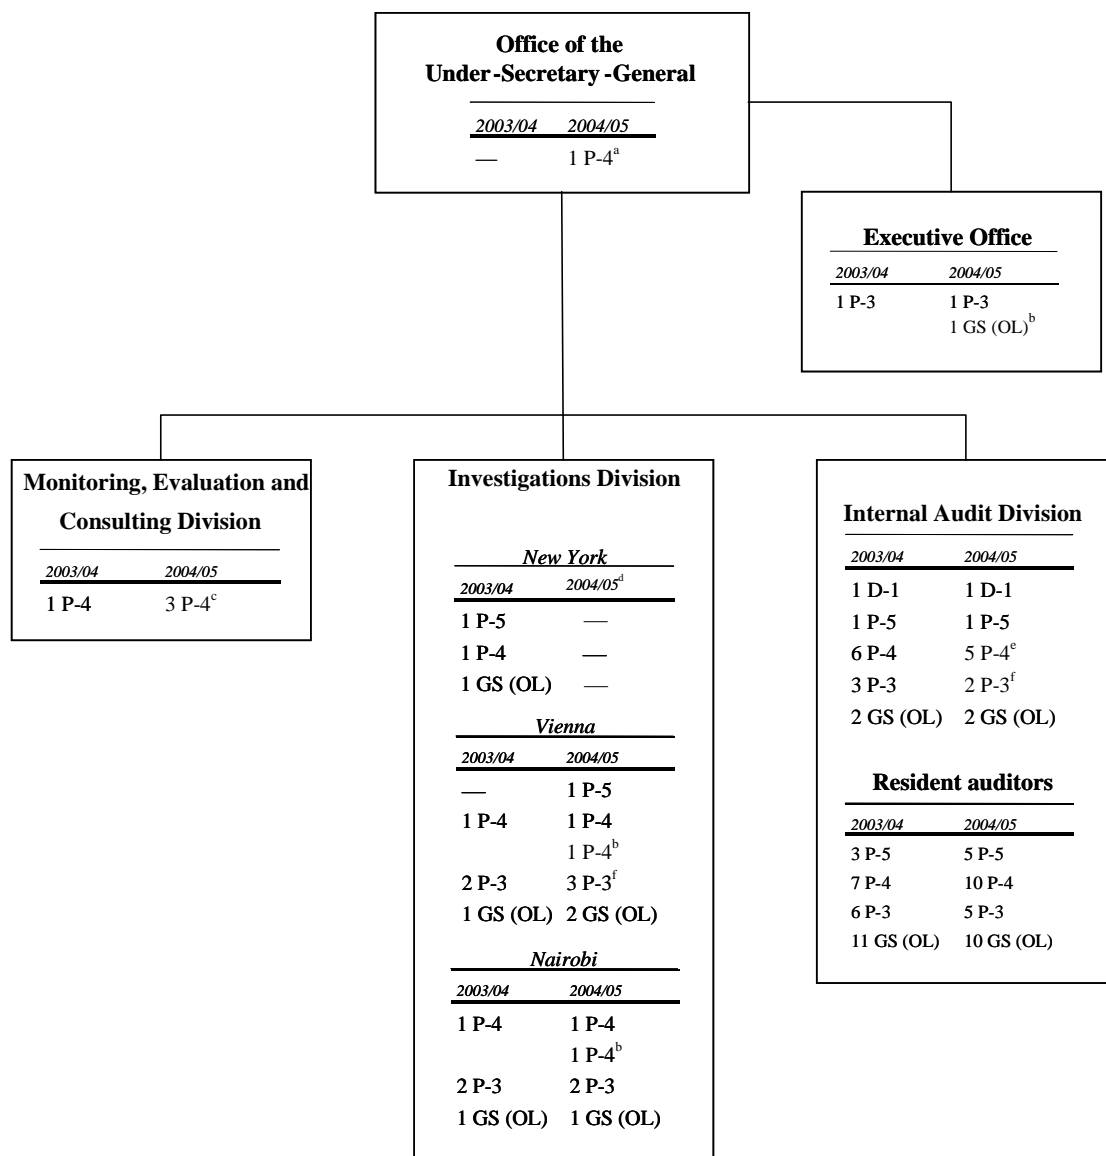 Office of the
Under-Secretary-General
2003/04 2004/05
— 1 P-4ᵃ
Executive Office
2003/04 2004/05
1 P-3 1 P-3
1 GS (OL)ᵇ
Monitoring, Evaluation and
Consulting Division
2003/04 2004/05
1 P-4 3 P-4ᶜ
Investigations Division
New York
2003/04 2004/05ᵈ
1 P-5 —
1 P-4 —
1 GS (OL) —
Vienna
2003/04 2004/05
— 1 P-5
1 P-4 1 P-4
1 P-4ᵇ
2 P-3 3 P-3ᶠ
1 GS (OL) 2 GS (OL)
Nairobi
2003/04 2004/05
1 P-4 1 P-4
1 P-4ᵇ
2 P-3 2 P-3
1 GS (OL) 1 GS (OL)
Internal Audit Division
2003/04 2004/05
1 D-1 1 D-1
1 P-5 1 P-5
6 P-4 5 P-4ᵉ
3 P-3 2 P-3ᶠ
2 GS (OL) 2 GS (OL)
Resident auditors
2003/04 2004/05
3 P-5 5 P-5
7 P-4 10 P-4
6 P-3 5 P-3
11 GS (OL) 10 GS (OL)